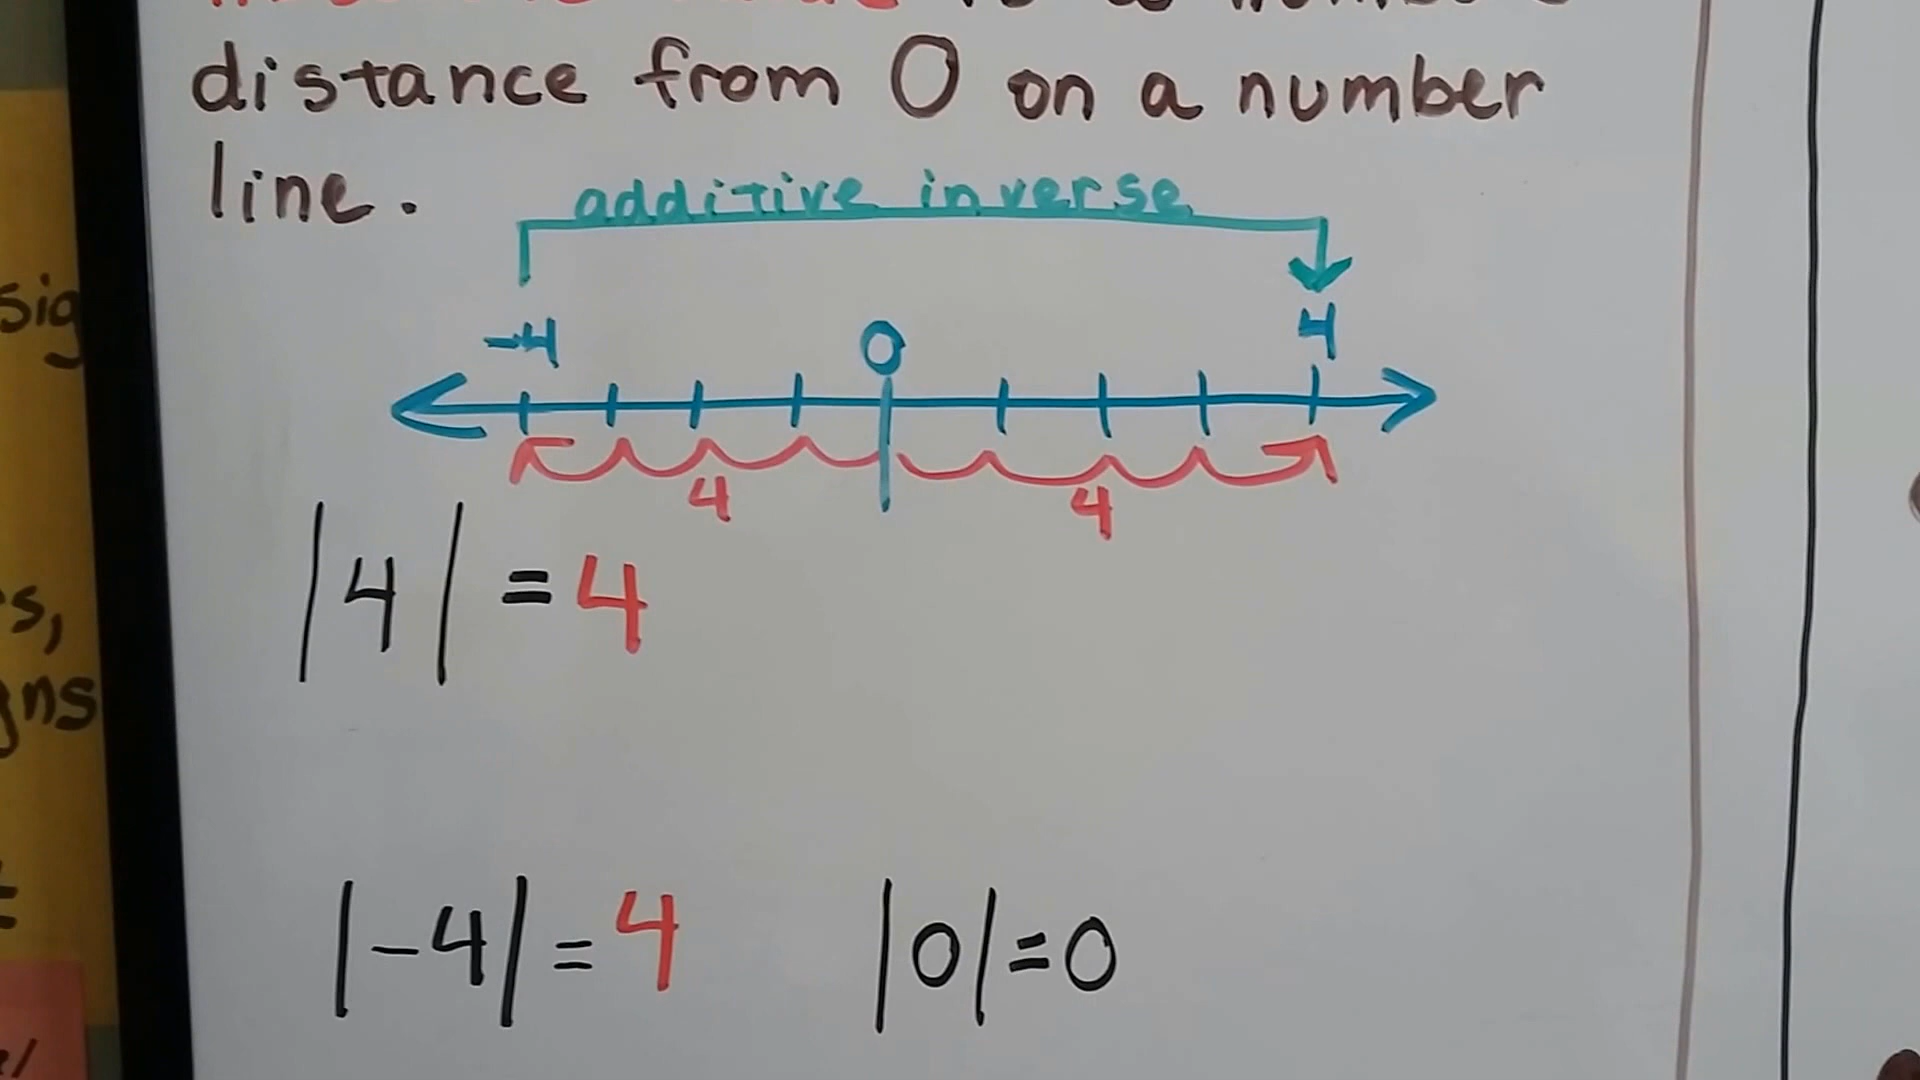 distance from 0 on a number
line.
additive inverse
-4 0 4
4 4
|4| = 4
|-4| = 4 |0| = 0